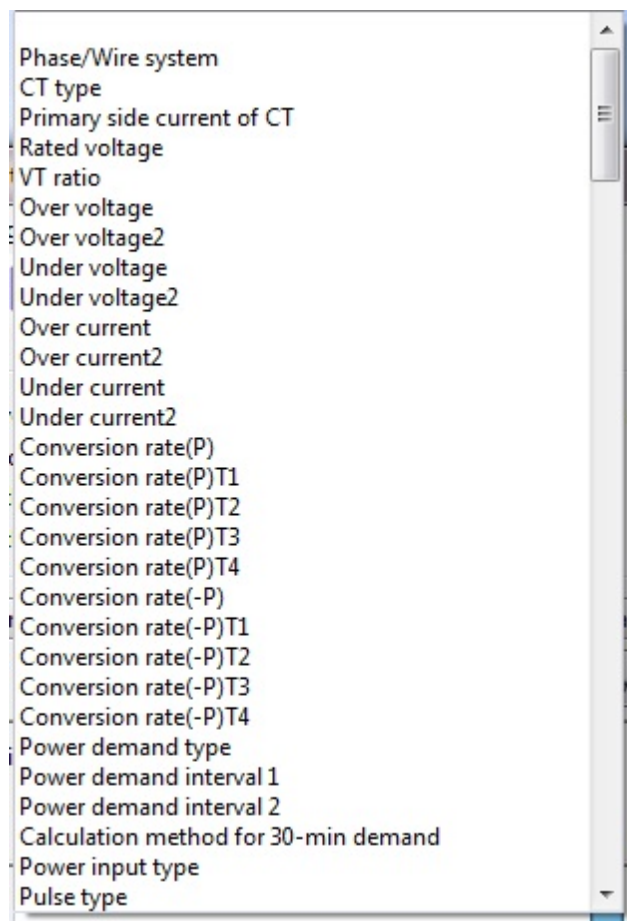 Phase/Wire system
CT type
Primary side current of CT
Rated voltage
VT ratio
Over voltage
Over voltage2
Under voltage
Under voltage2
Over current
Over current2
Under current
Under current2
Conversion rate(P)
Conversion rate(P)T1
Conversion rate(P)T2
Conversion rate(P)T3
Conversion rate(P)T4
Conversion rate(-P)
Conversion rate(-P)T1
Conversion rate(-P)T2
Conversion rate(-P)T3
Conversion rate(-P)T4
Power demand type
Power demand interval 1
Power demand interval 2
Calculation method for 30-min demand
Power input type
Pulse type